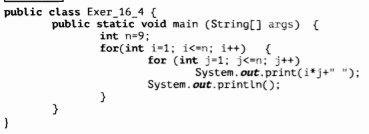 public class Exer_16_4 {
public static void main (String[] args) {
int n=9;
for(int i=1; i<=n; i++) {
for (int j=1; j<=n; j++)
System.out.print(i*j+" ");
System.out.println();
}
}
}